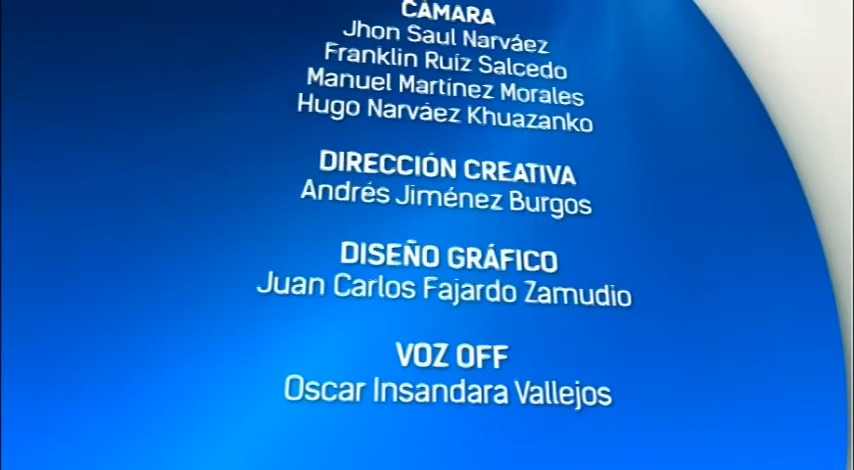 CÁMARA
Jhon Saul Narváez
Franklin Ruíz Salcedo
Manuel Martínez Morales
Hugo Narváez Khuazanko
DIRECCIÓN CREATIVA
Andrés Jiménez Burgos
DISEÑO GRÁFICO
Juan Carlos Fajardo Zamudio
VOZ OFF
Oscar Insandara Vallejos